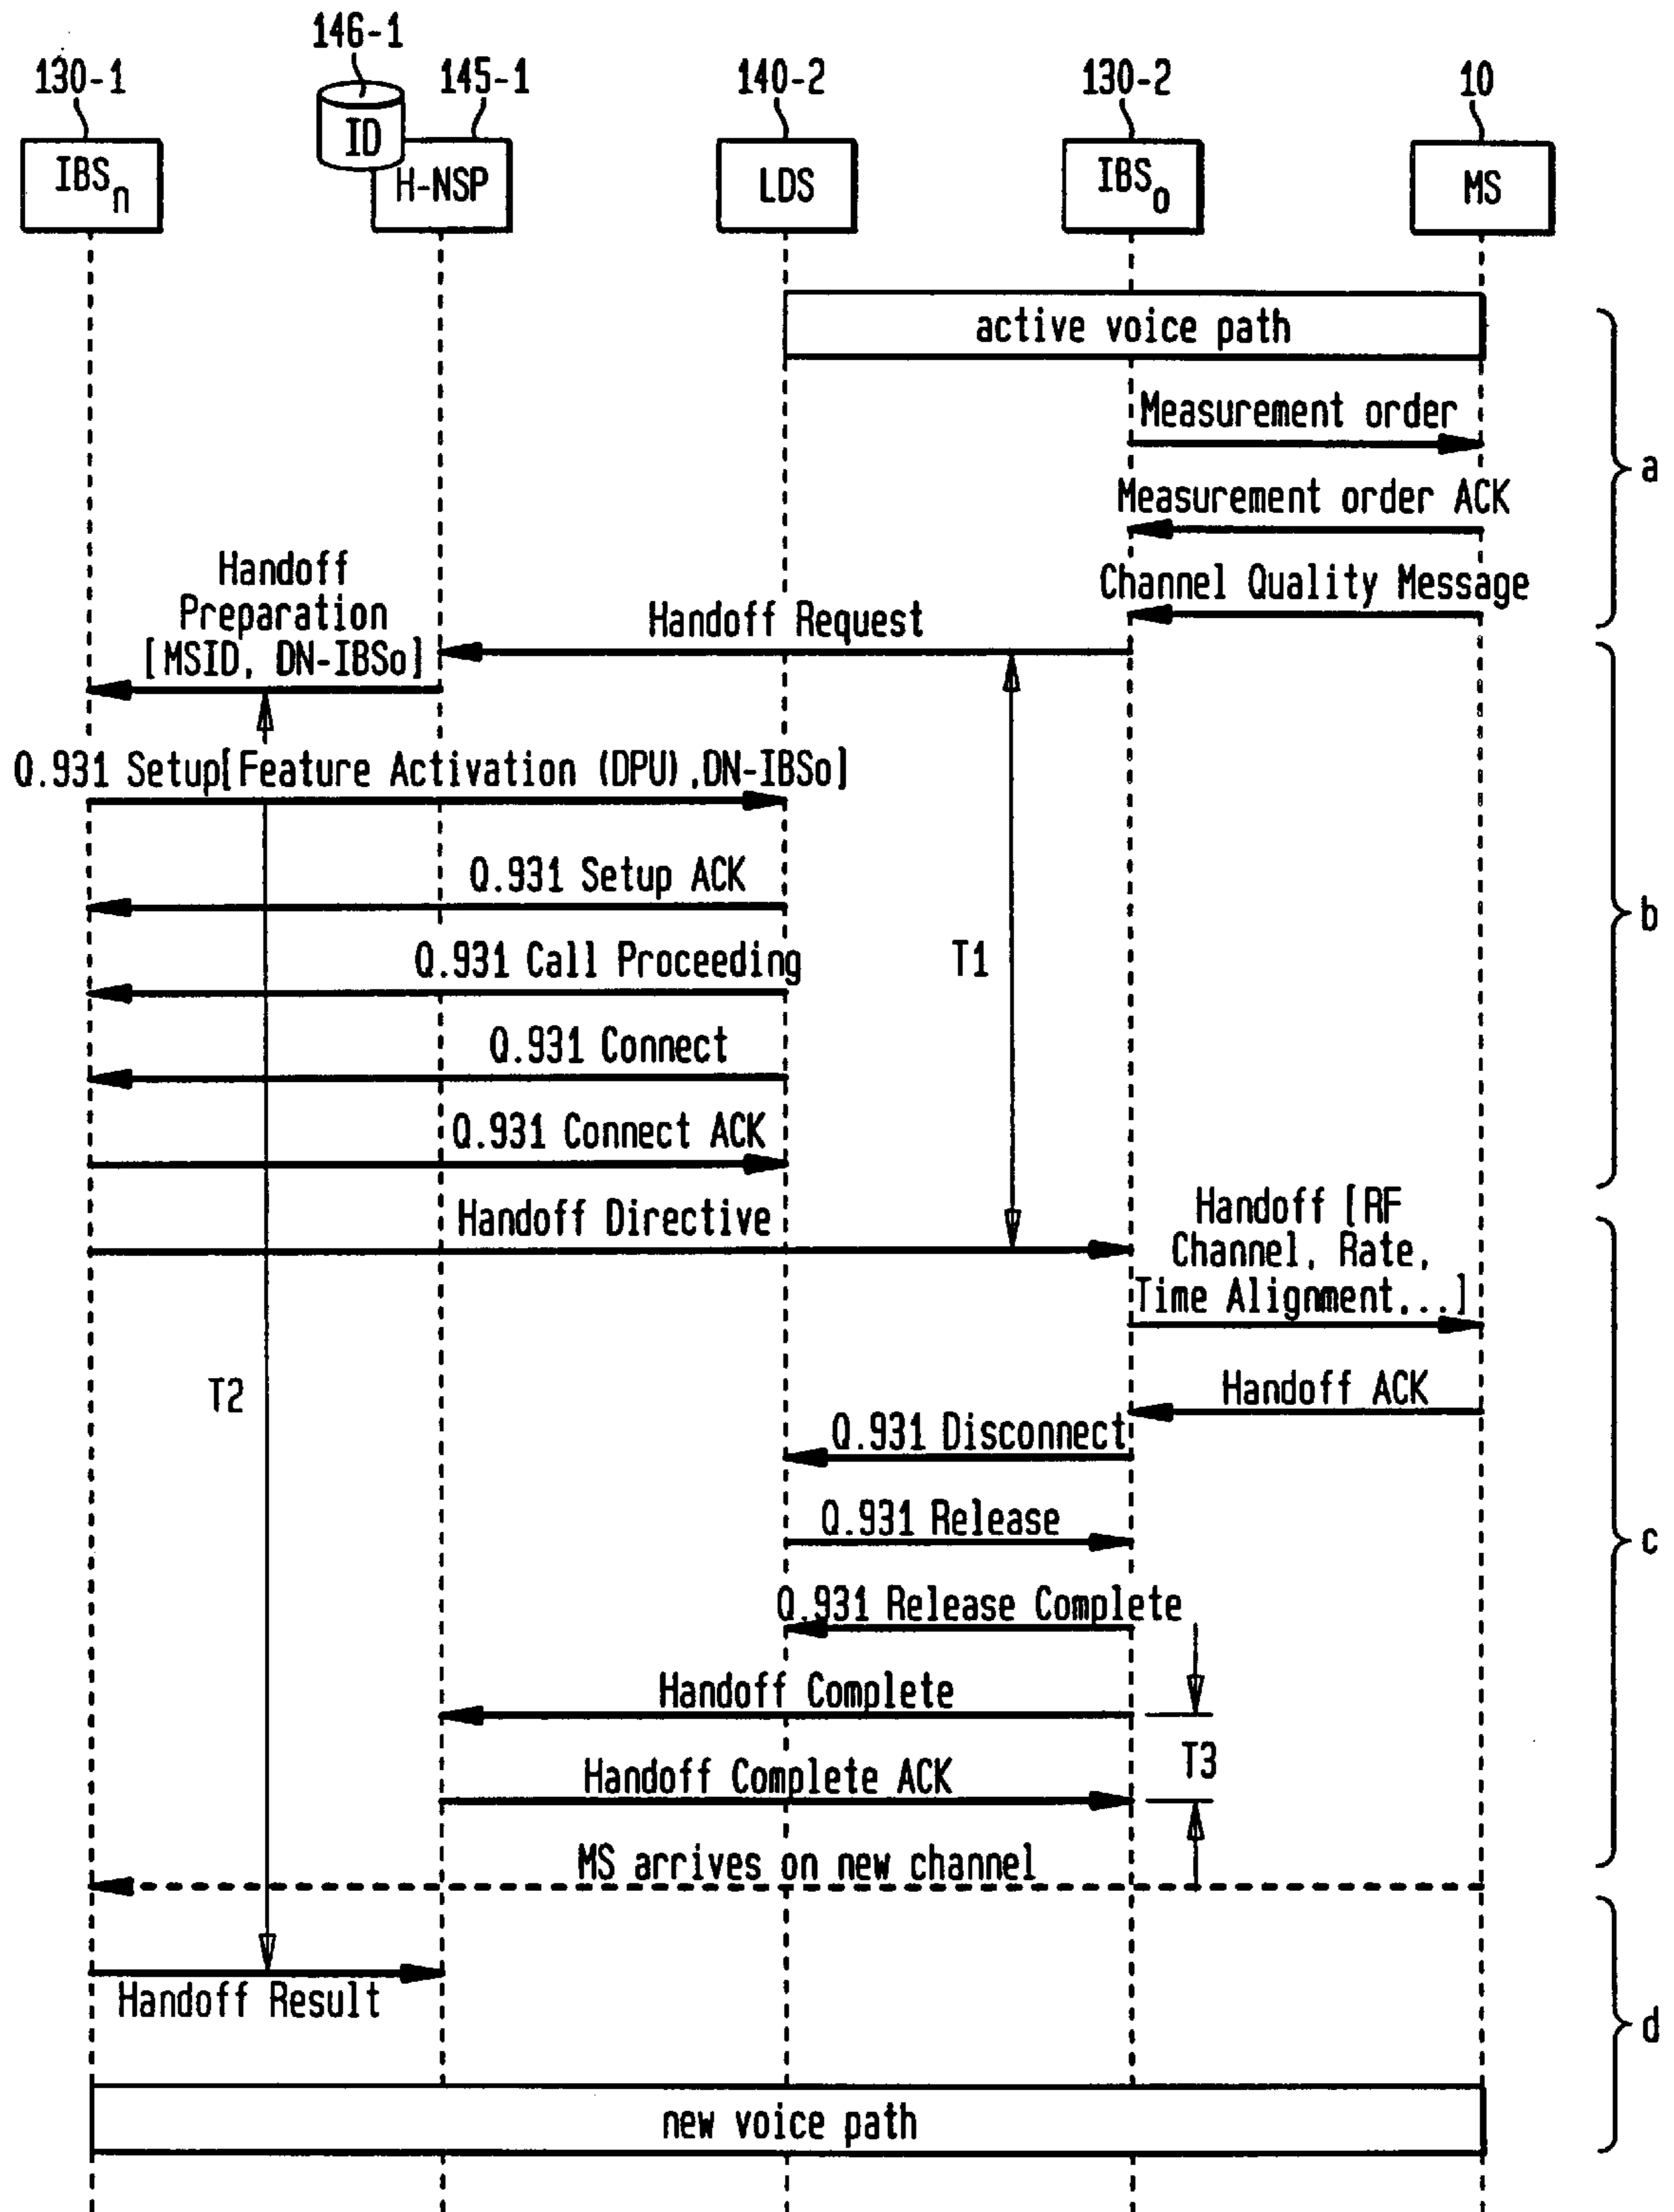 146-1
130-1
145-1
140-2
130-2
10
ID
IBSn
H-NSP
LDS
IBSo
MS
active voice path
Measurement order
a
Measurement order ACK
Channel Quality Message
Handoff
Preparation
[MSID, DN-IBSo]
Handoff Request
Q.931 Setup[Feature Activation (DPU),DN-IBSo]
Q.931 Setup ACK
b
Q.931 Call Proceeding
T1
Q.931 Connect
Q.931 Connect ACK
Handoff Directive
Handoff [RF
Channel, Rate,
Time Alignment...]
T2
Handoff ACK
Q.931 Disconnect
Q.931 Release
c
Q.931 Release Complete
Handoff Complete
T3
Handoff Complete ACK
MS arrives on new channel
Handoff Result
d
new voice path